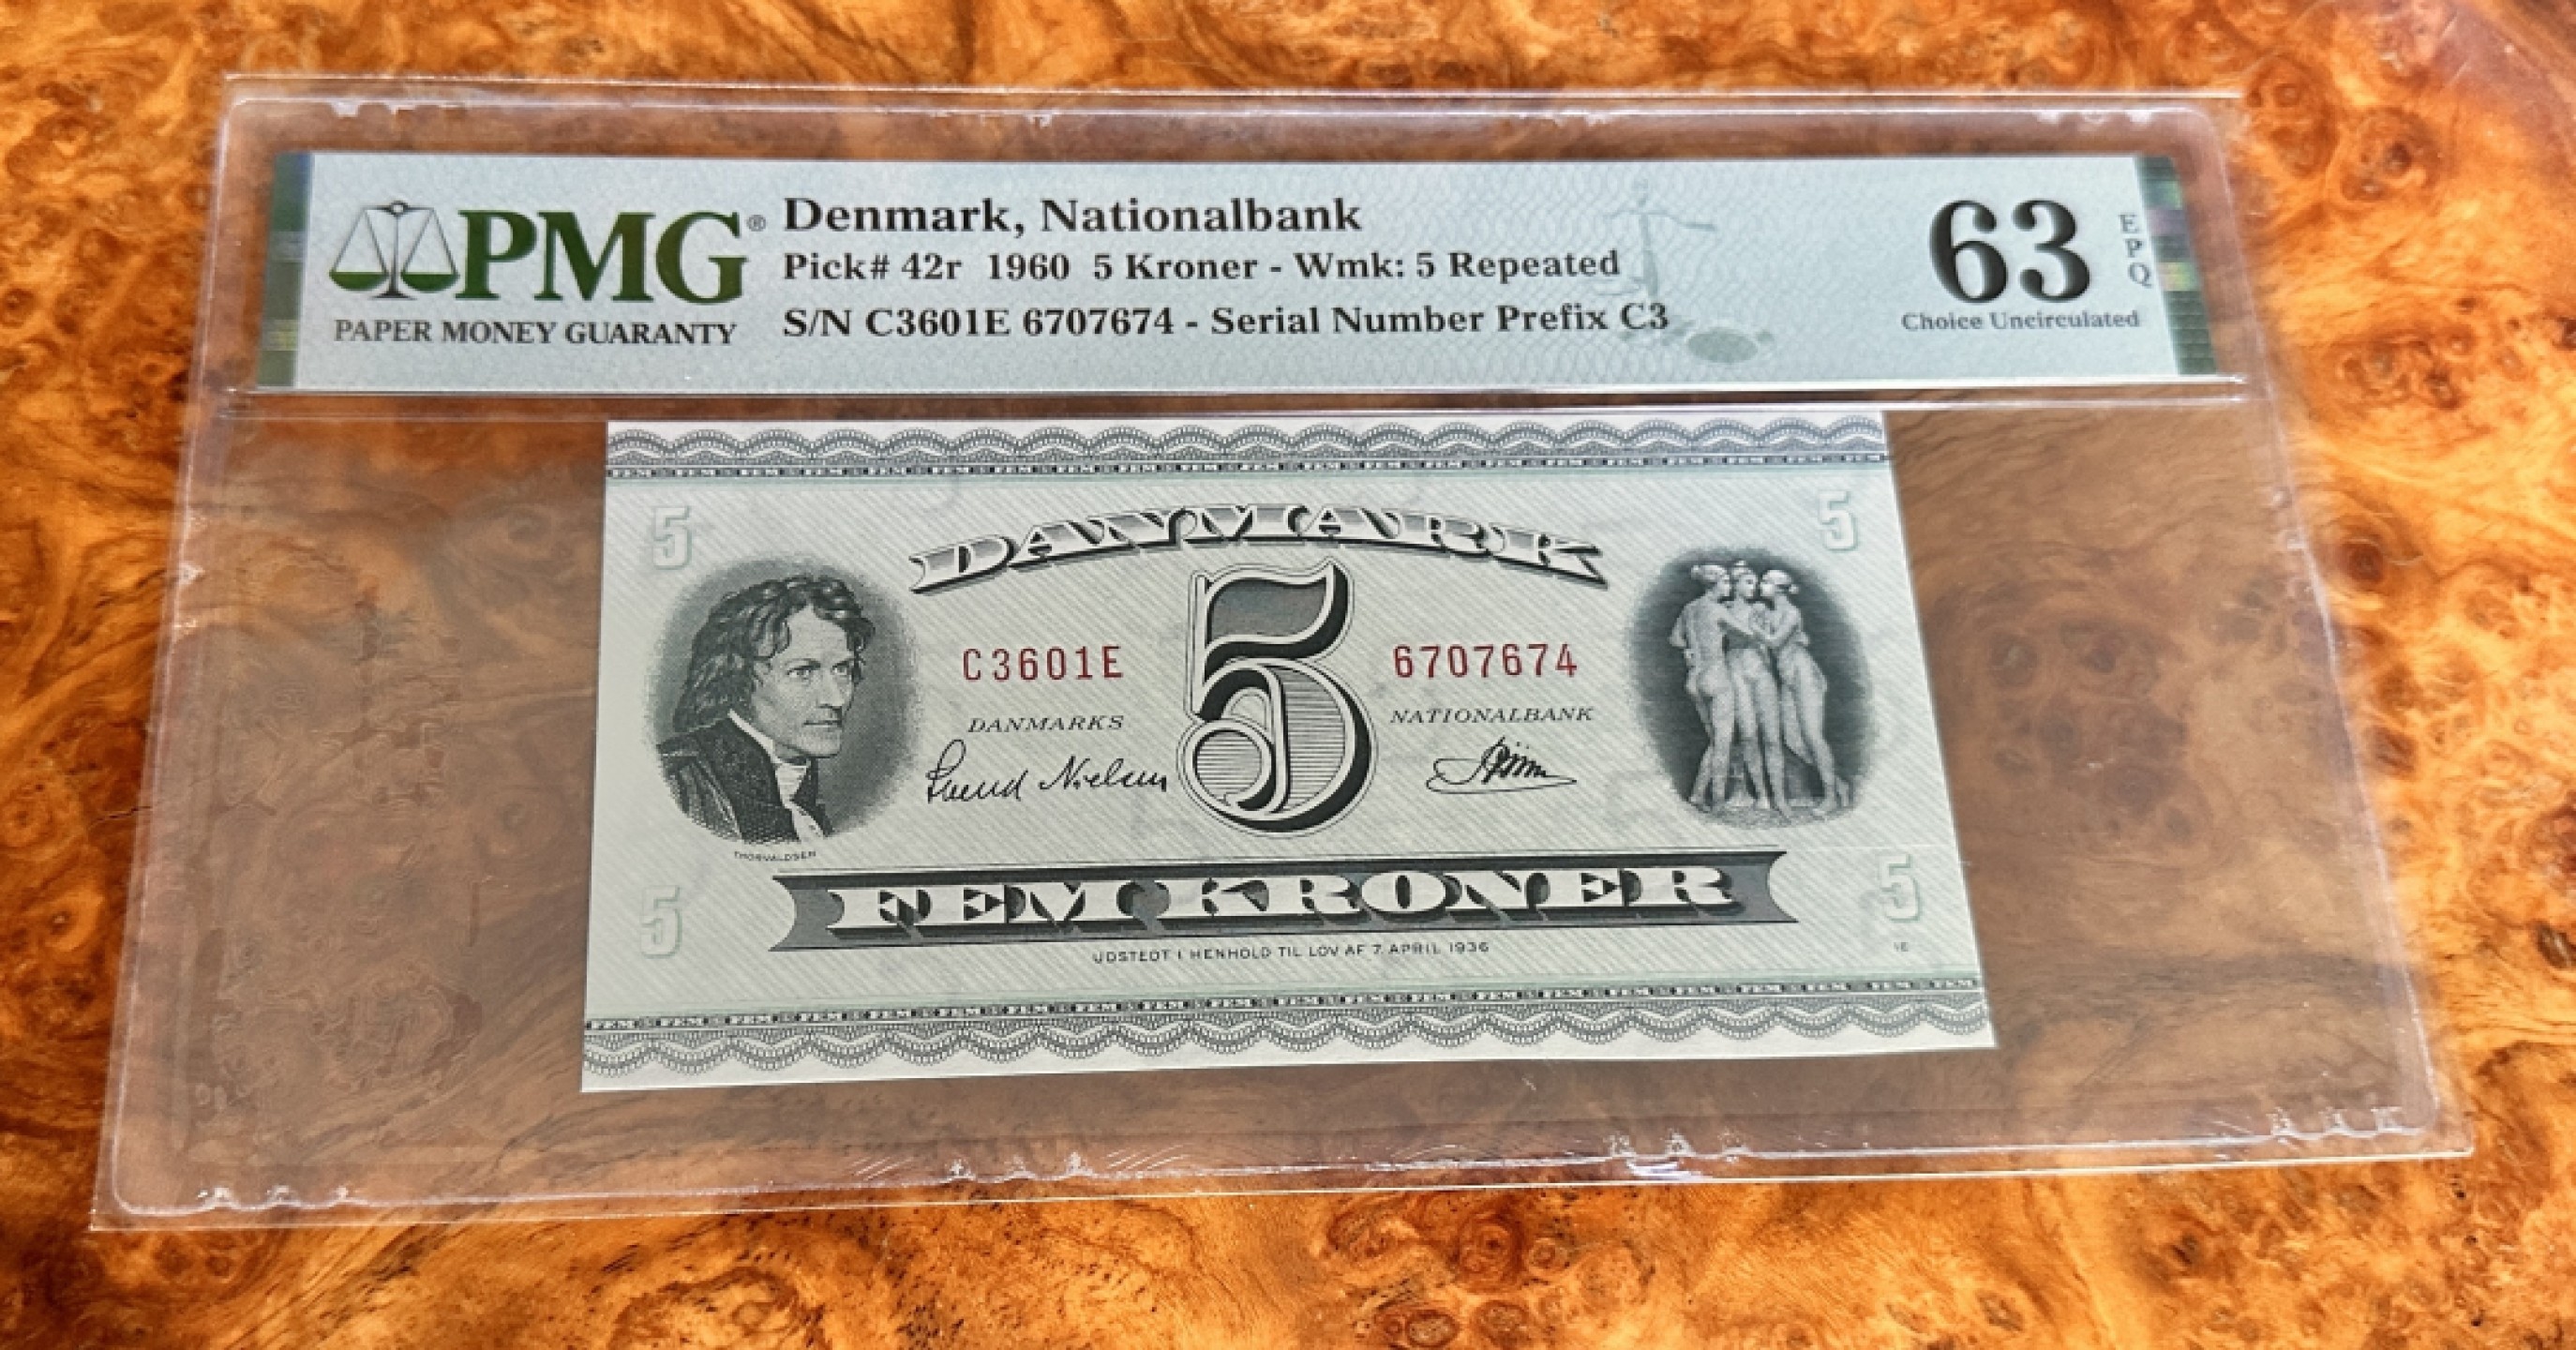 PMG®
PAPER MONEY GUARANTY
Denmark, Nationalbank
Pick# 42r 1960 5 Kroner - Wmk: 5 Repeated
S/N C3601E 6707674 - Serial Number Prefix C3
63
EPQ
Choice Uncirculated
5 5
DANMARK
5
C3601E 6707674
DANMARKS NATIONALBANK
Svend Nielsen
THORVALDSEN
FEM KRONER
5 5
UDSTEDT I HENHOLD TIL LOV AF 7. APRIL 1936